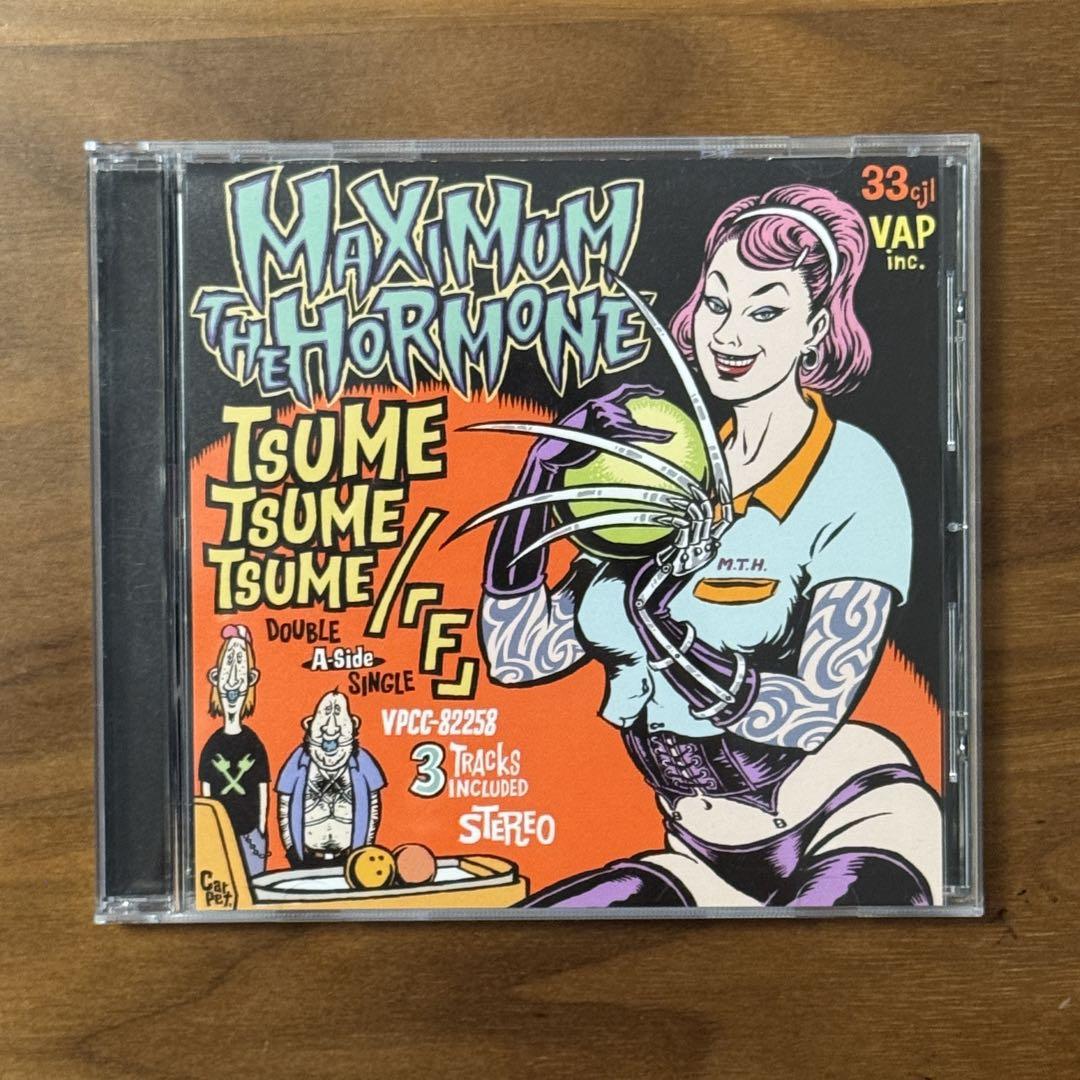 MAXIMUM
THE HORMONE
33cjl
VAP
inc.
TSUME
TSUME
TSUME/「F」
DOUBLE
A-Side
SINGLE
VPCC-82258
3 TRACKS
INCLUDED
STEREO
M.T.H.
Car
pet.